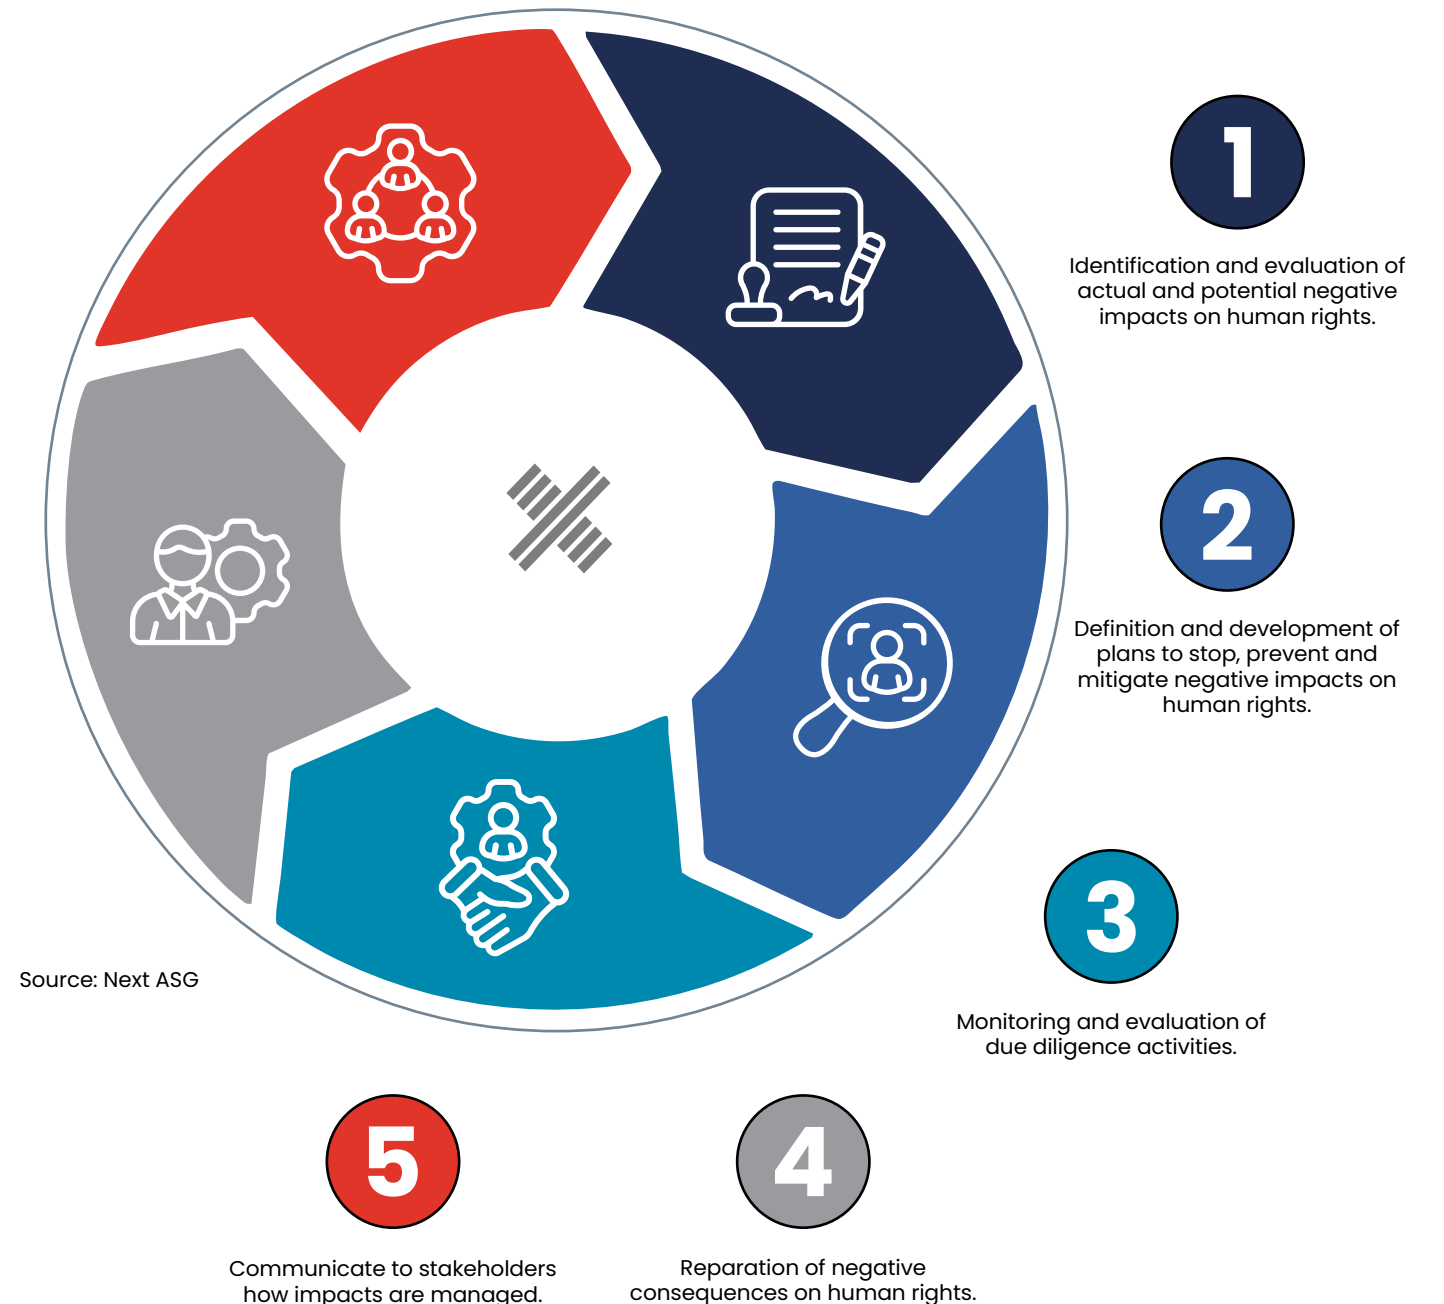 1
Identification and evaluation of
actual and potential negative
impacts on human rights.
2
Definition and development of
plans to stop, prevent and
mitigate negative impacts on
human rights.
3
Monitoring and evaluation of
due diligence activities.
Source: Next ASG
5
Communicate to stakeholders
how impacts are managed.
4
Reparation of negative
consequences on human rights.